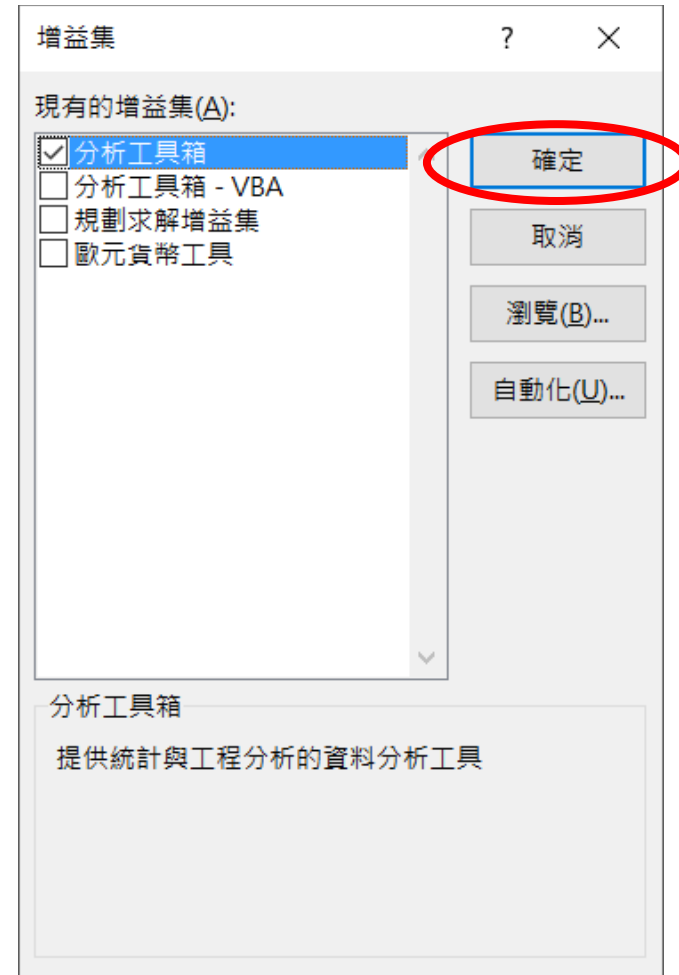 增益集 ?
現有的增益集(A):
分析工具箱
分析工具箱 - VBA
規劃求解增益集
歐元貨幣工具
確定
取消
瀏覽(B)...
自動化(U)...
分析工具箱
提供統計與工程分析的資料分析工具